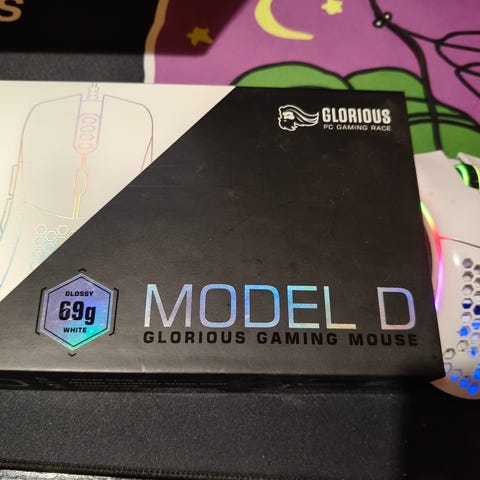 S
GLORIOUS
PC GAMING RACE
GLOSSY
69g
WHITE
MODEL D
GLORIOUS GAMING MOUSE